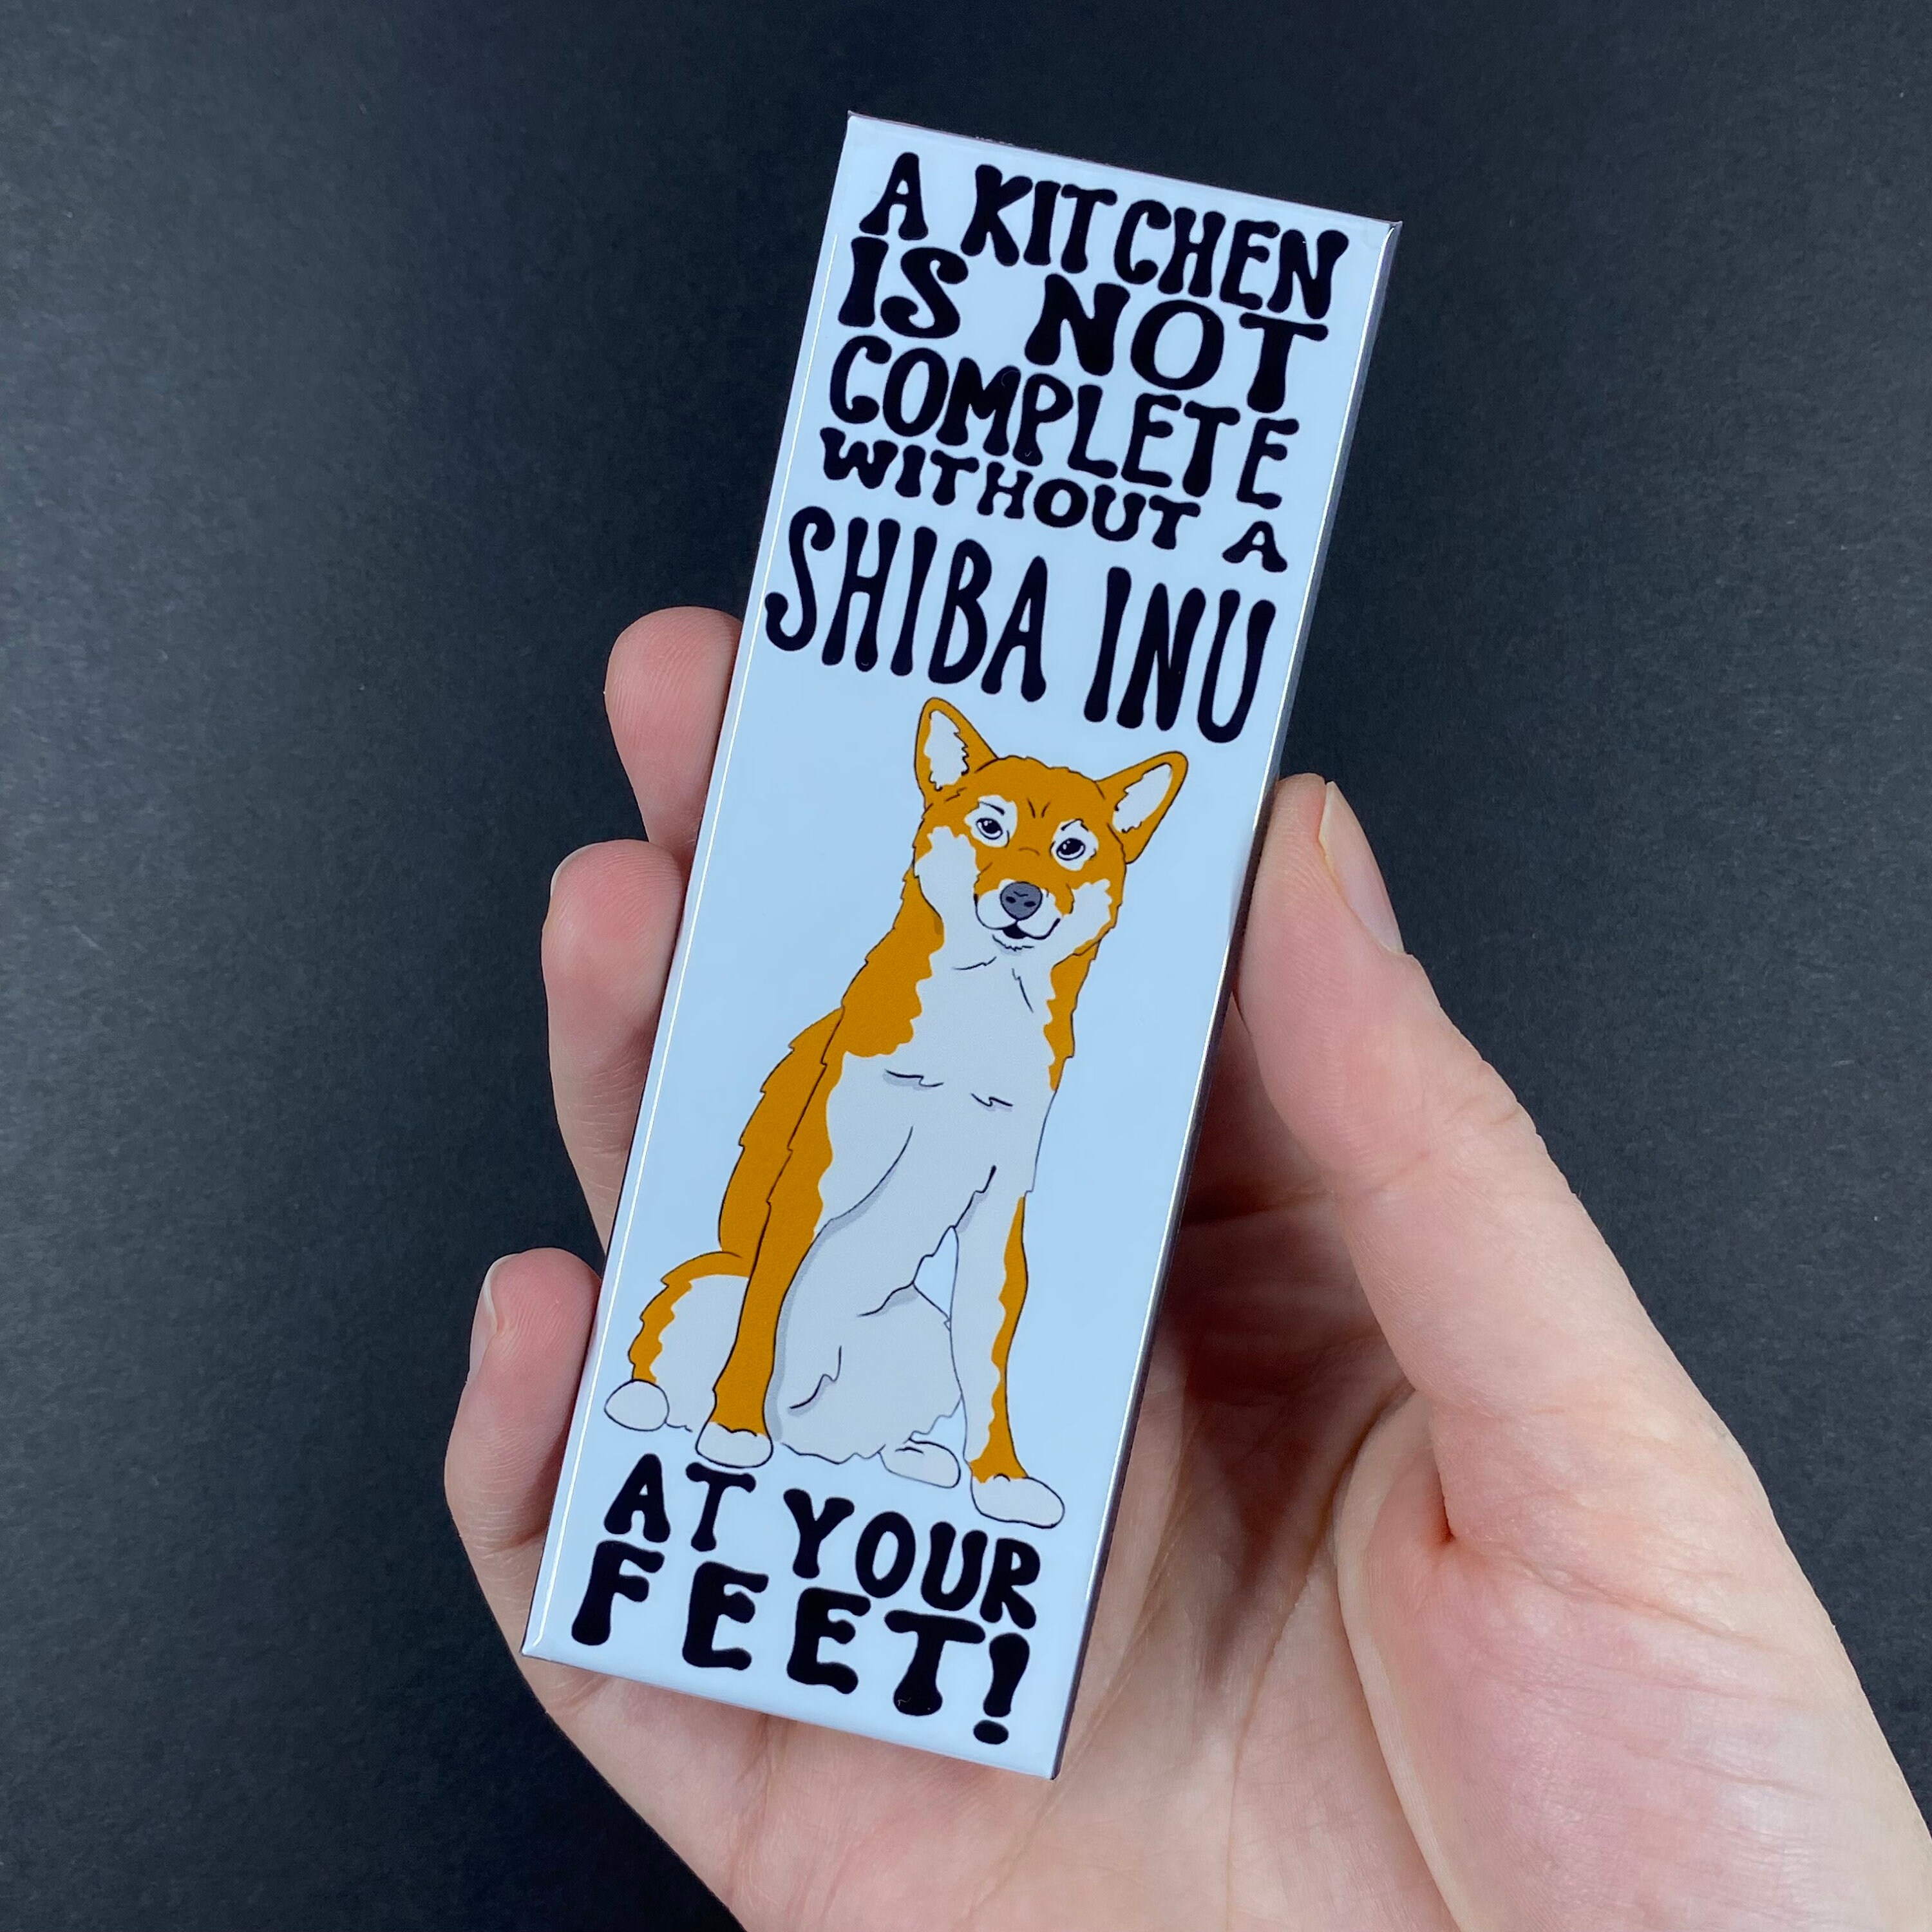 A KITCHEN
IS NOT
COMPLETE
WITHOUT A
SHIBA INU
AT YOUR
FEET!